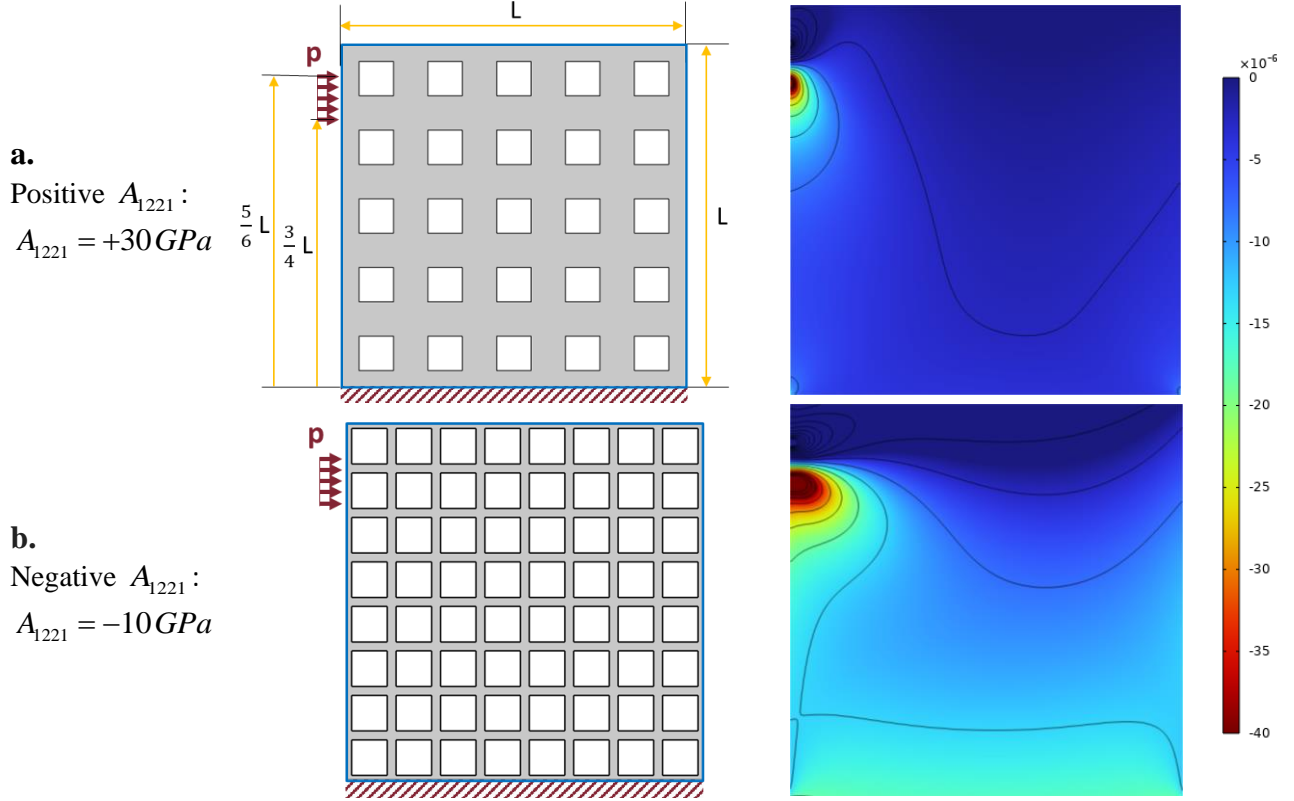 a.
Positive A₁₂₂₁ :
A₁₂₂₁ = +30 GPa
L
p
5/6 L
3/4 L
L
×10⁻⁶
0
-5
-10
-15
-20
-25
-30
-35
-40
b.
Negative A₁₂₂₁ :
A₁₂₂₁ = −10 GPa
p